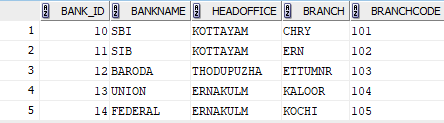 BANK_ID BANKNAME HEADOFFICE BRANCH BRANCHCODE
1 10 SBI KOTTAYAM CHRY 101
2 11 SIB KOTTAYAM ERN 102
3 12 BARODA THODUPUZHA ETTUMNR 103
4 13 UNION ERNAKULM KALOOR 104
5 14 FEDERAL ERNAKULM KOCHI 105